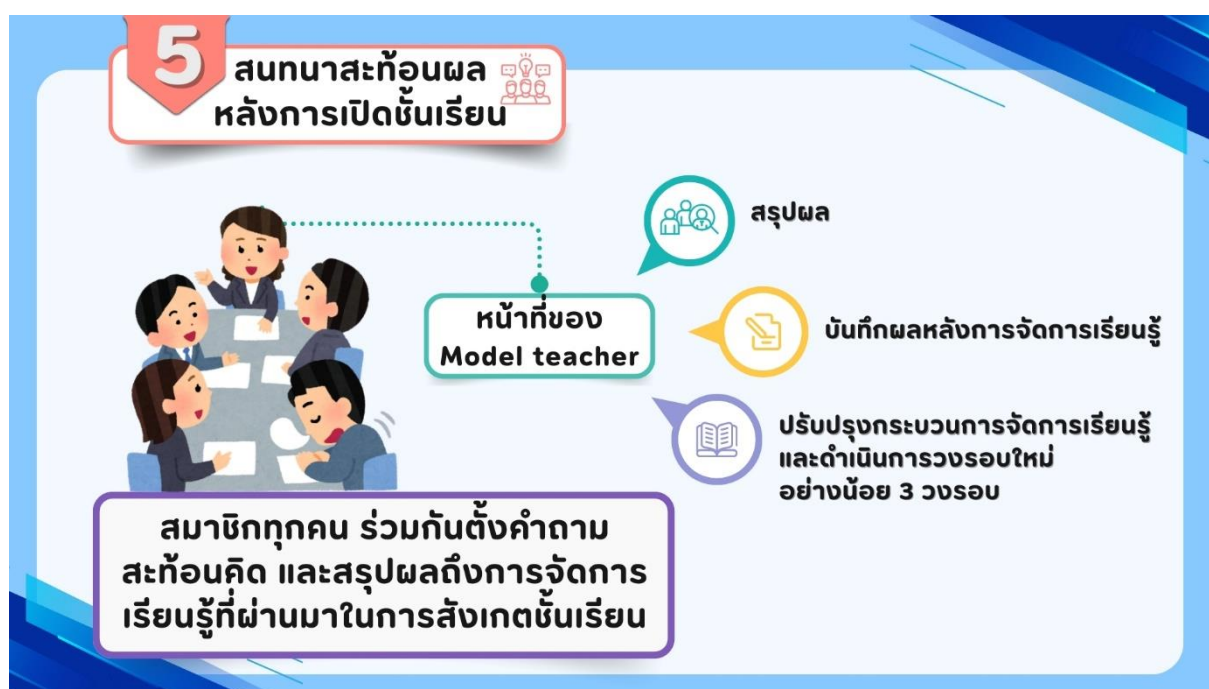 5
สนทนาสะท้อนผล
หลังการเปิดชั้นเรียน
หน้าที่ของ
Model teacher
สรุปผล
บันทึกผลหลังการจัดการเรียนรู้
ปรับปรุงกระบวนการจัดการเรียนรู้
และดำเนินการวงรอบใหม่
อย่างน้อย 3 วงรอบ
สมาชิกทุกคน ร่วมกันตั้งคำถาม
สะท้อนคิด และสรุปผลถึงการจัดการ
เรียนรู้ที่ผ่านมาในการสังเกตชั้นเรียน